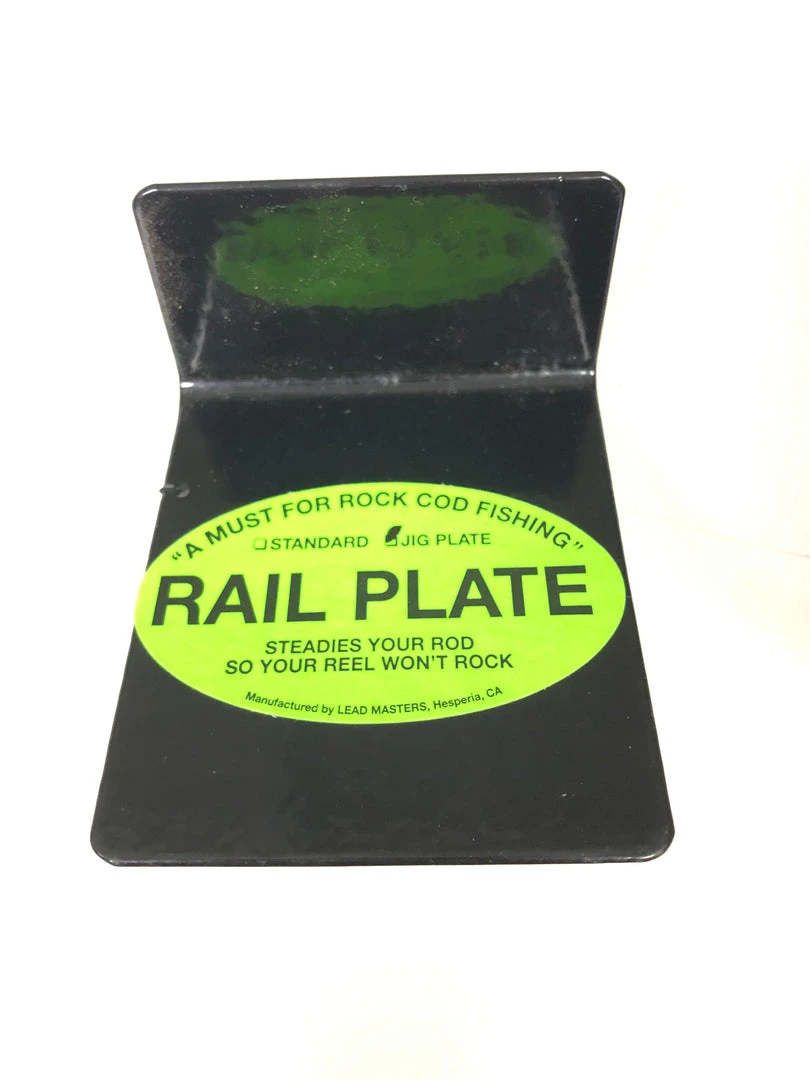 "A MUST FOR ROCK COD FISHING"
STANDARD JIG PLATE
RAIL PLATE
STEADIES YOUR ROD
SO YOUR REEL WON'T ROCK
Manufactured by LEAD MASTERS, Hesperia, CA